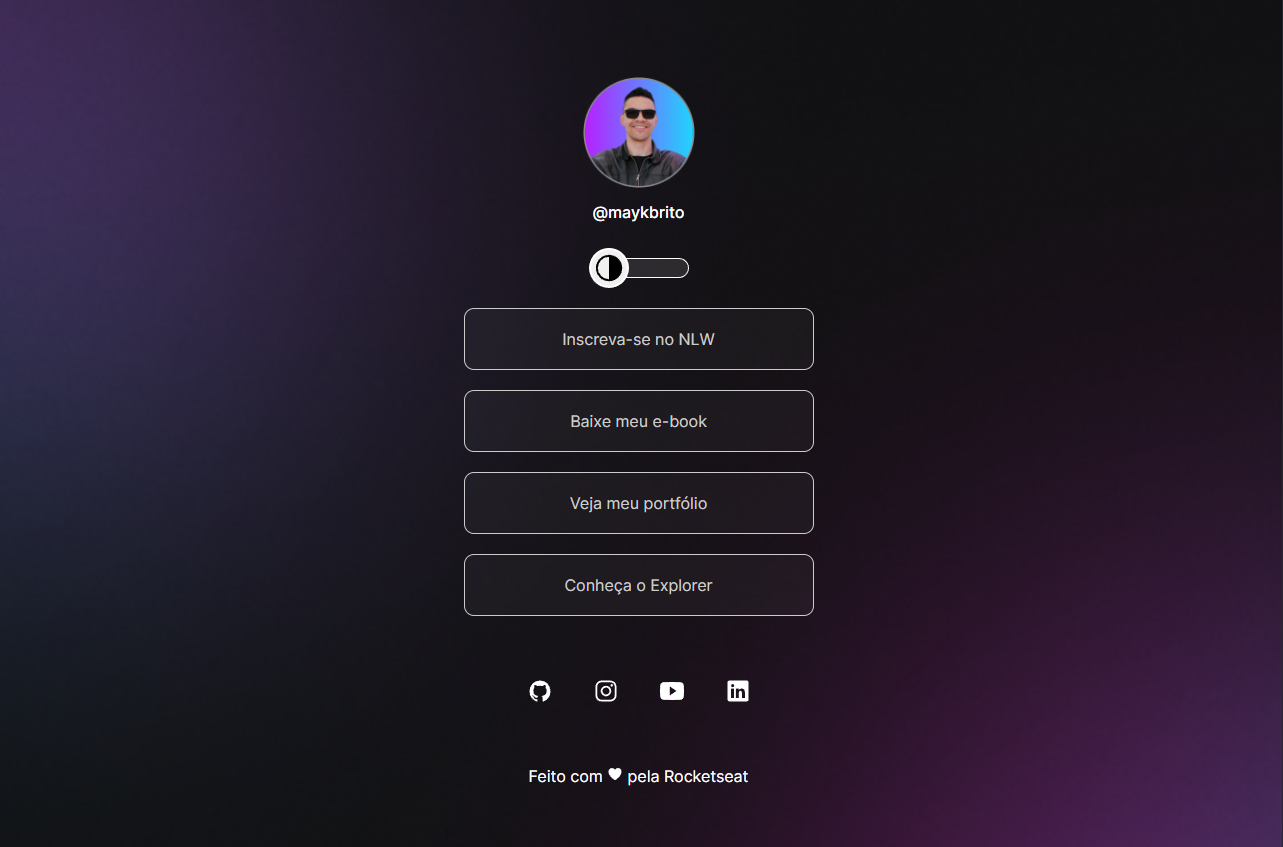 @maykbrito
Inscreva-se no NLW
Baixe meu e-book
Veja meu portfólio
Conheça o Explorer
Feito com ♥ pela Rocketseat